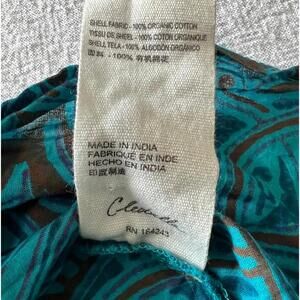 SHELL FABRIC - 100% ORGANIC COTTON
TISSU DE SHEEL - 100% COTON ORGANIQUE
SHELL TELA - 100% ALGODÓN ORGÁNICO
面料 - 100% 有机棉花
MADE IN INDIA
FABRIQUÉ EN INDE
HECHO EN INDIA
印度制造
RN 164243